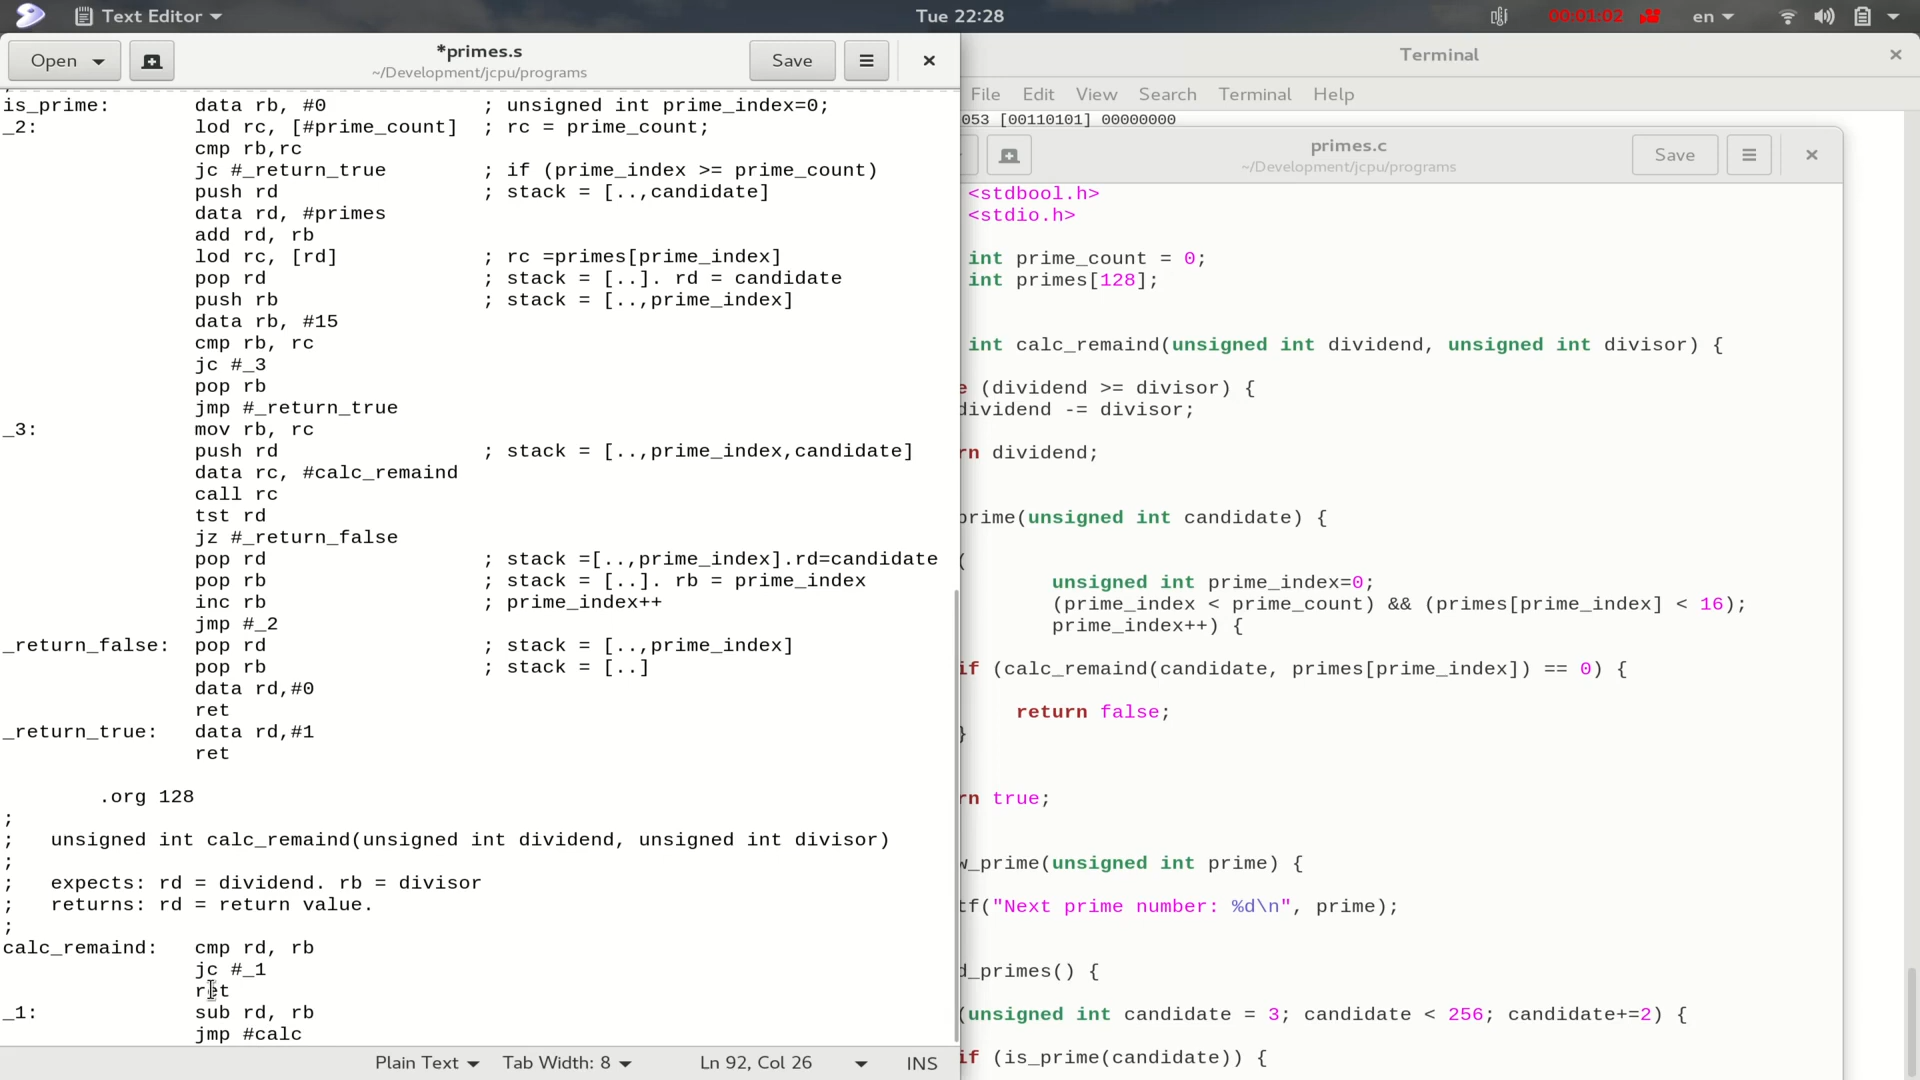 Text Editor
Tue 22:28
00:01:02
en
Open
*primes.s
~/Development/jcpu/programs
Save
is_prime:       data rb, #0             ; unsigned int prime_index=0;
_2:             lod rc, [#prime_count]  ; rc = prime_count;
                cmp rb,rc
                jc #_return_true        ; if (prime_index >= prime_count)
                push rd                 ; stack = [..,candidate]
                data rd, #primes
                add rd, rb
                lod rc, [rd]            ; rc =primes[prime_index]
                pop rd                  ; stack = [..]. rd = candidate
                push rb                 ; stack = [..,prime_index]
                data rb, #15
                cmp rb, rc
                jc #_3
                pop rb
                jmp #_return_true
_3:             mov rb, rc
                push rd                 ; stack = [..,prime_index,candidate]
                data rc, #calc_remaind
                call rc
                tst rd
                jz #_return_false
                pop rd                  ; stack =[..,prime_index].rd=candidate
                pop rb                  ; stack = [..]. rb = prime_index
                inc rb                  ; prime_index++
                jmp #_2
_return_false:  pop rd                  ; stack = [..,prime_index]
                pop rb                  ; stack = [..]
                data rd,#0
                ret
_return_true:   data rd,#1
                ret
        .org 128
;
;   unsigned int calc_remaind(unsigned int dividend, unsigned int divisor)
;
;   expects: rd = dividend. rb = divisor
;   returns: rd = return value.
;
calc_remaind:   cmp rd, rb
                jc #_1
                ret
_1:             sub rd, rb
                jmp #calc
Plain Text
Tab Width: 8
Ln 92, Col 26
INS
Terminal
File Edit View Search Terminal Help
053 [00110101] 00000000
primes.c
~/Development/jcpu/programs
Save
<stdbool.h>
<stdio.h>
int prime_count = 0;
int primes[128];
int calc_remaind(unsigned int dividend, unsigned int divisor) {
e (dividend >= divisor) {
dividend -= divisor;
rn dividend;
prime(unsigned int candidate) {
(
unsigned int prime_index=0;
(prime_index < prime_count) && (primes[prime_index] < 16);
prime_index++) {
if (calc_remaind(candidate, primes[prime_index]) == 0) {
return false;
}
rn true;
w_prime(unsigned int prime) {
tf("Next prime number: %d\n", prime);
d_primes() {
(unsigned int candidate = 3; candidate < 256; candidate+=2) {
if (is_prime(candidate)) {